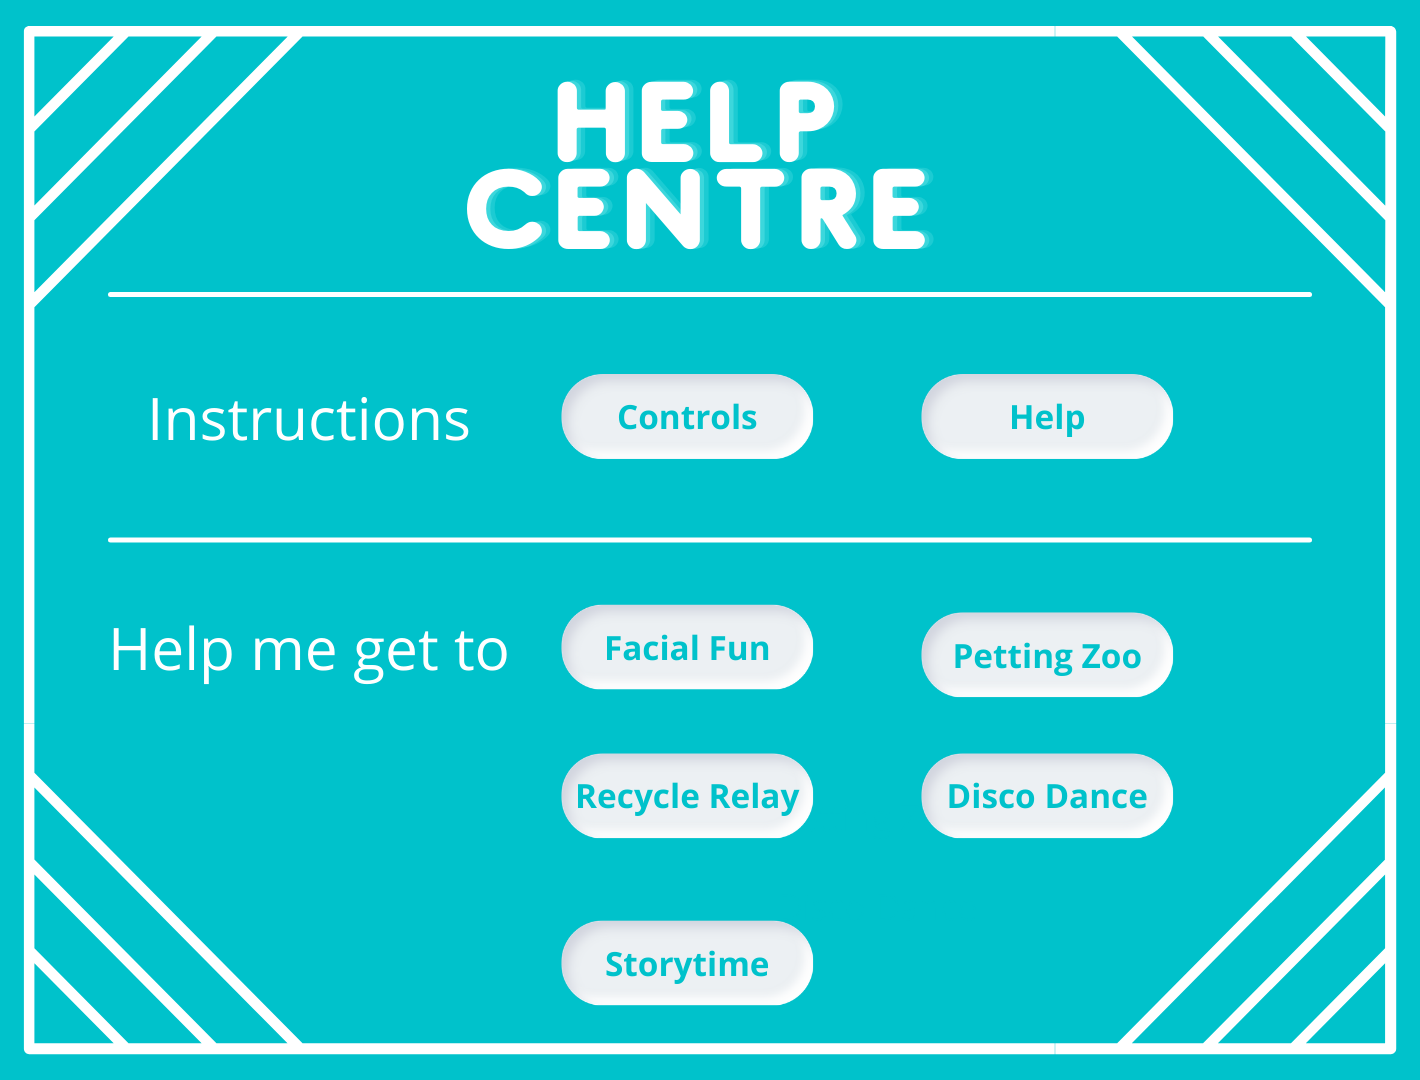 HELP
CENTRE
Instructions
Controls
Help
Help me get to
Facial Fun
Petting Zoo
Recycle Relay
Disco Dance
Storytime